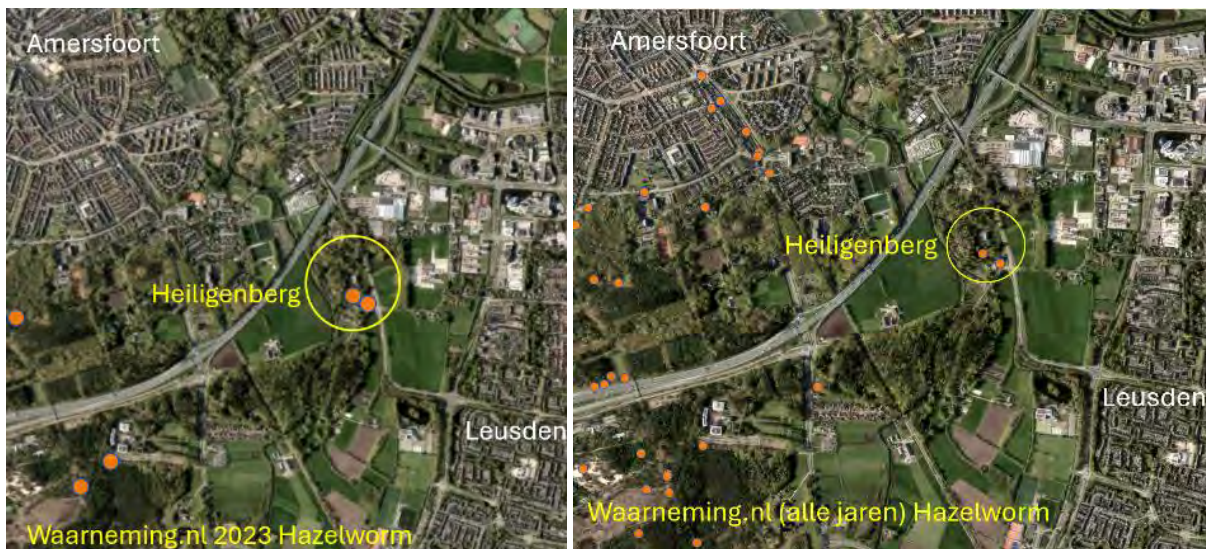 Amersfoort
Heiligenberg
Leusden
Waarneming.nl 2023 Hazelworm
Amersfoort
Heiligenberg
Leusden
Waarneming.nl (alle jaren) Hazelworm